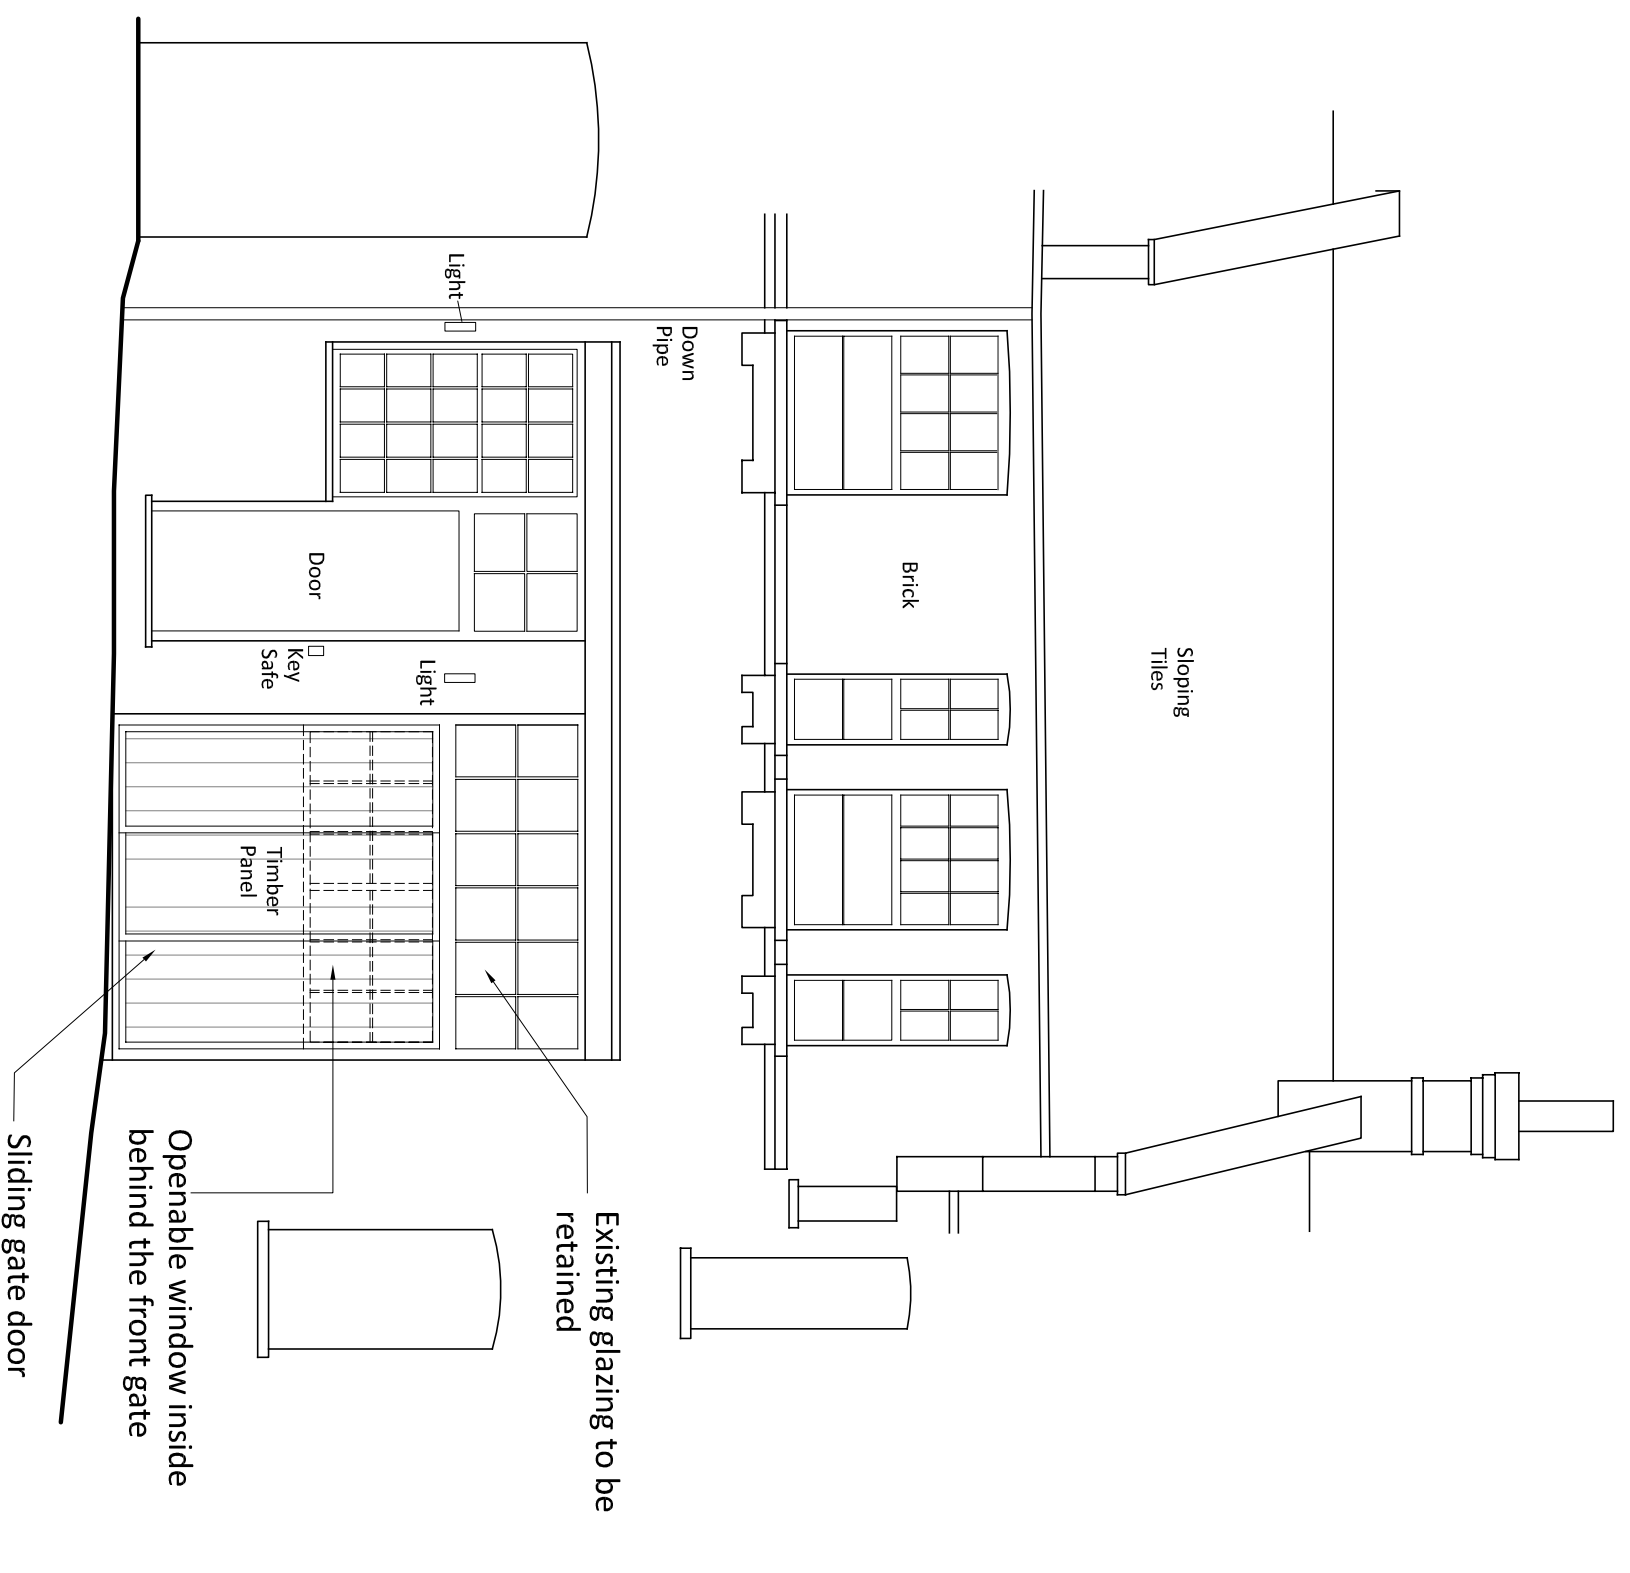 Sloping
Tiles
Brick
Down
Pipe
Light
Light
Door
Key
Safe
Timber
Panel
Existing glazing to be
retained
Openable window inside
behind the front gate
Sliding gate door